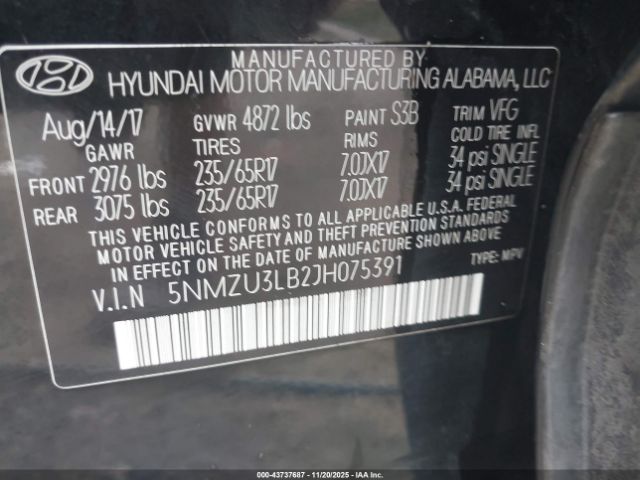 MANUFACTURED BY
HYUNDAI MOTOR MANUFACTURING ALABAMA, LLC
Aug/14/17 GVWR 4872 lbs PAINT S3B TRIM VFG
GAWR TIRES RIMS COLD TIRE INFL
FRONT 2976 lbs 235/65R17 7.0JX17 34 psi SINGLE
REAR 3075 lbs 235/65R17 7.0JX17 34 psi SINGLE
THIS VEHICLE CONFORMS TO ALL APPLICABLE U.S.A. FEDERAL
MOTOR VEHICLE SAFETY AND THEFT PREVENTION STANDARDS
IN EFFECT ON THE DATE OF MANUFACTURE SHOWN ABOVE.
V.I.N 5NMZU3LB2JH075391 TYPE: MPV
000-43737687 - 11/20/2025 - IAAI.CA